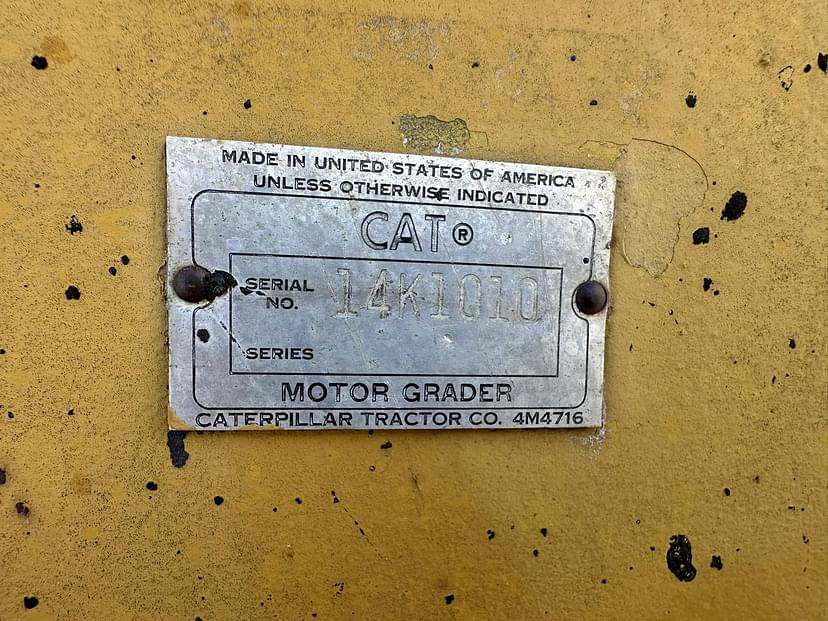 MADE IN UNITED STATES OF AMERICA
UNLESS OTHERWISE INDICATED
CAT®
SERIAL NO. 14K1010
SERIES
MOTOR GRADER
CATERPILLAR TRACTOR CO. 4M4716